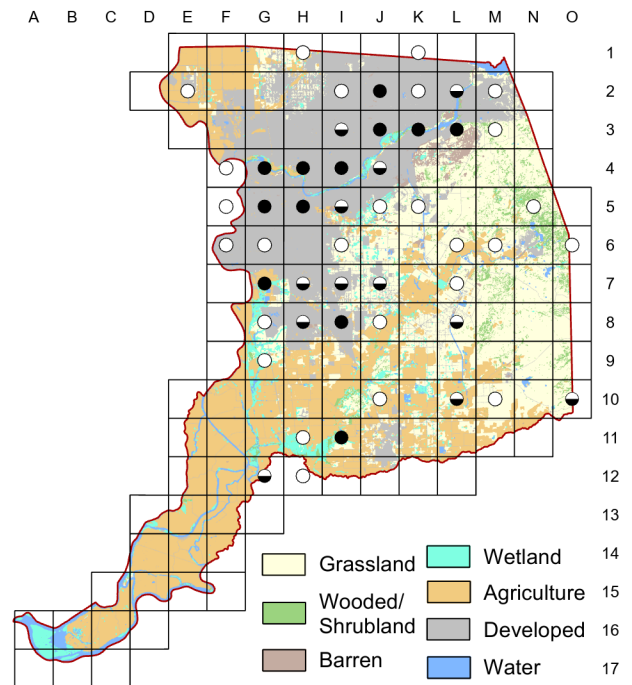 A B C D E F G H I J K L M N O
1
2
3
4
5
6
7
8
9
10
11
12
13
14
15
16
17
Grassland
Wooded/
Shrubland
Barren
Wetland
Agriculture
Developed
Water